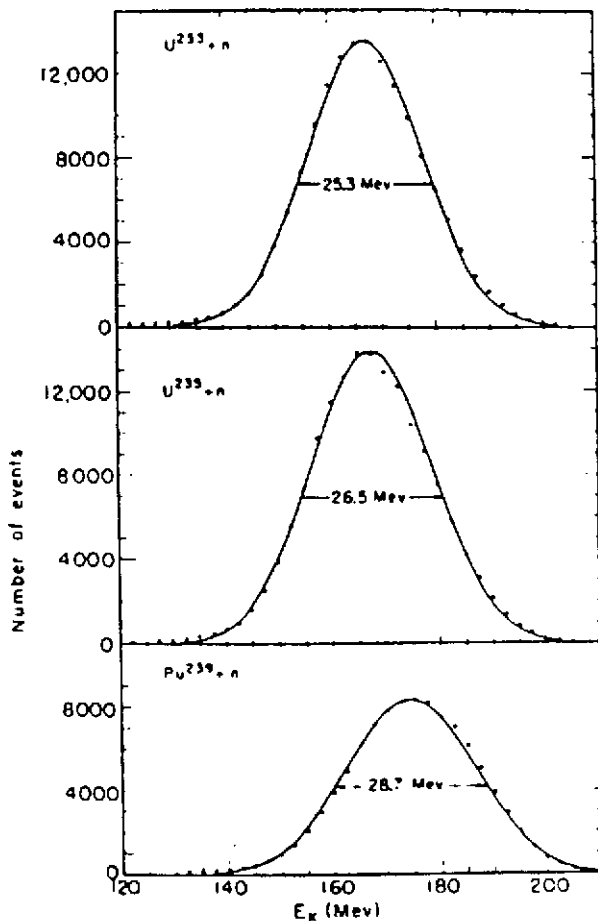 U²³³+n
12,000
8000
25.3 Mev
4000
0
U²³⁵+n
12,000
8000
26.5 Mev
4000
0
Number of events
Pu²³⁹+n
8000
4000
28.7 Mev
0
120 140 160 180 200
E_K (Mev)